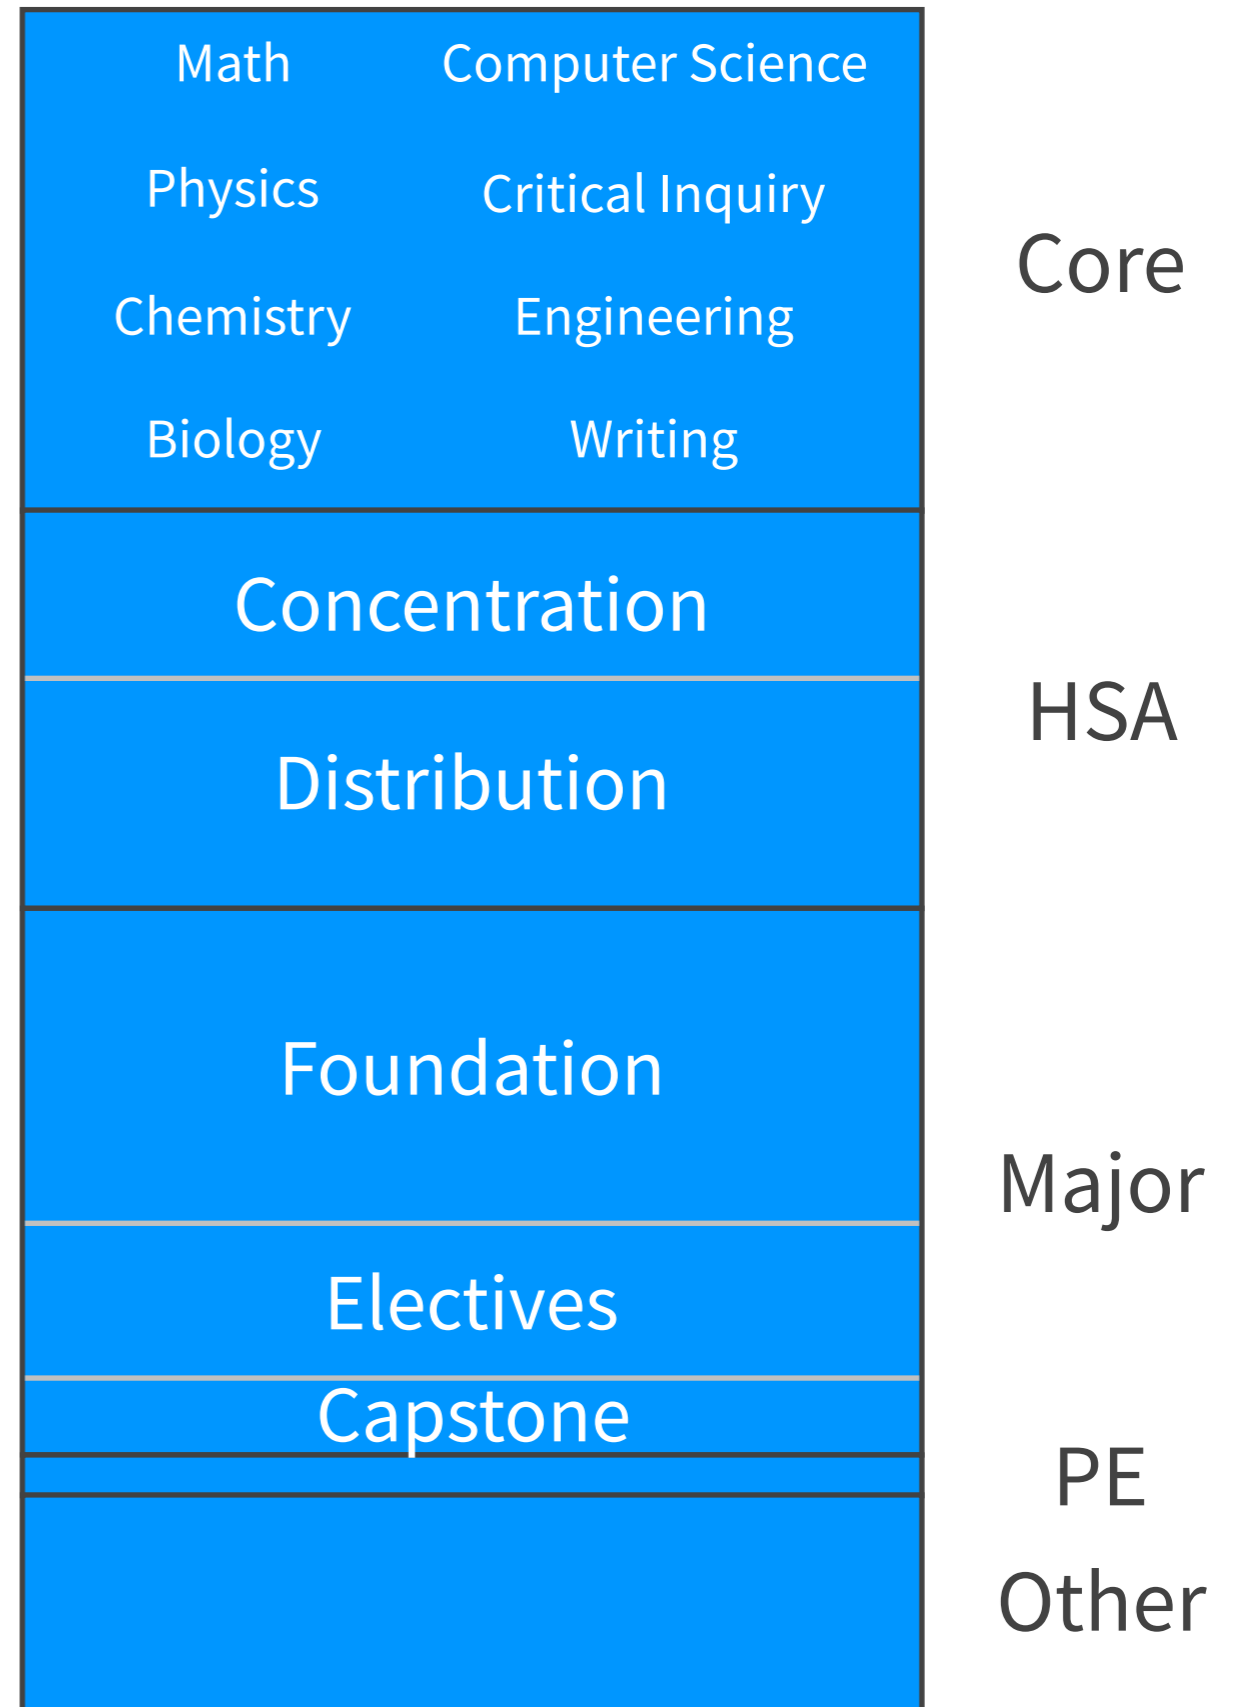 Math Computer Science
Physics Critical Inquiry
Chemistry Engineering
Biology Writing
Core
Concentration
Distribution
HSA
Foundation
Electives
Capstone
Major
PE
Other